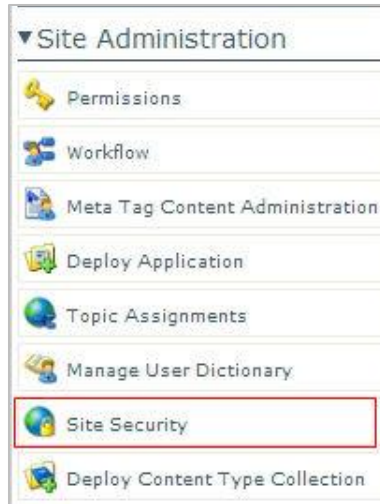 Site Administration
Permissions
Workflow
Meta Tag Content Administration
Deploy Application
Topic Assignments
Manage User Dictionary
Site Security
Deploy Content Type Collection